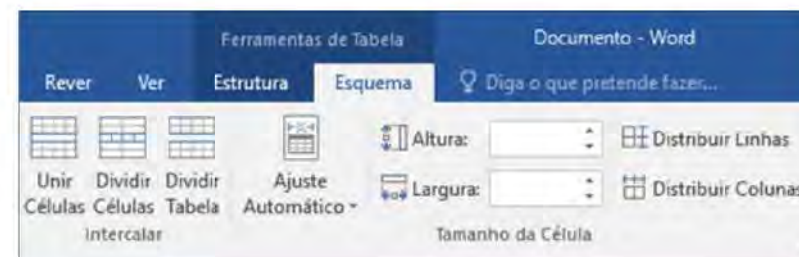 Ferramentas de Tabela Documento - Word
Rever Ver Estrutura Esquema Diga o que pretende fazer...
Altura: Distribuir Linhas
Unir Dividir Dividir Ajuste
Largura: Distribuir Colunas
Células Células Tabela Automático
Intercalar Tamanho da Célula